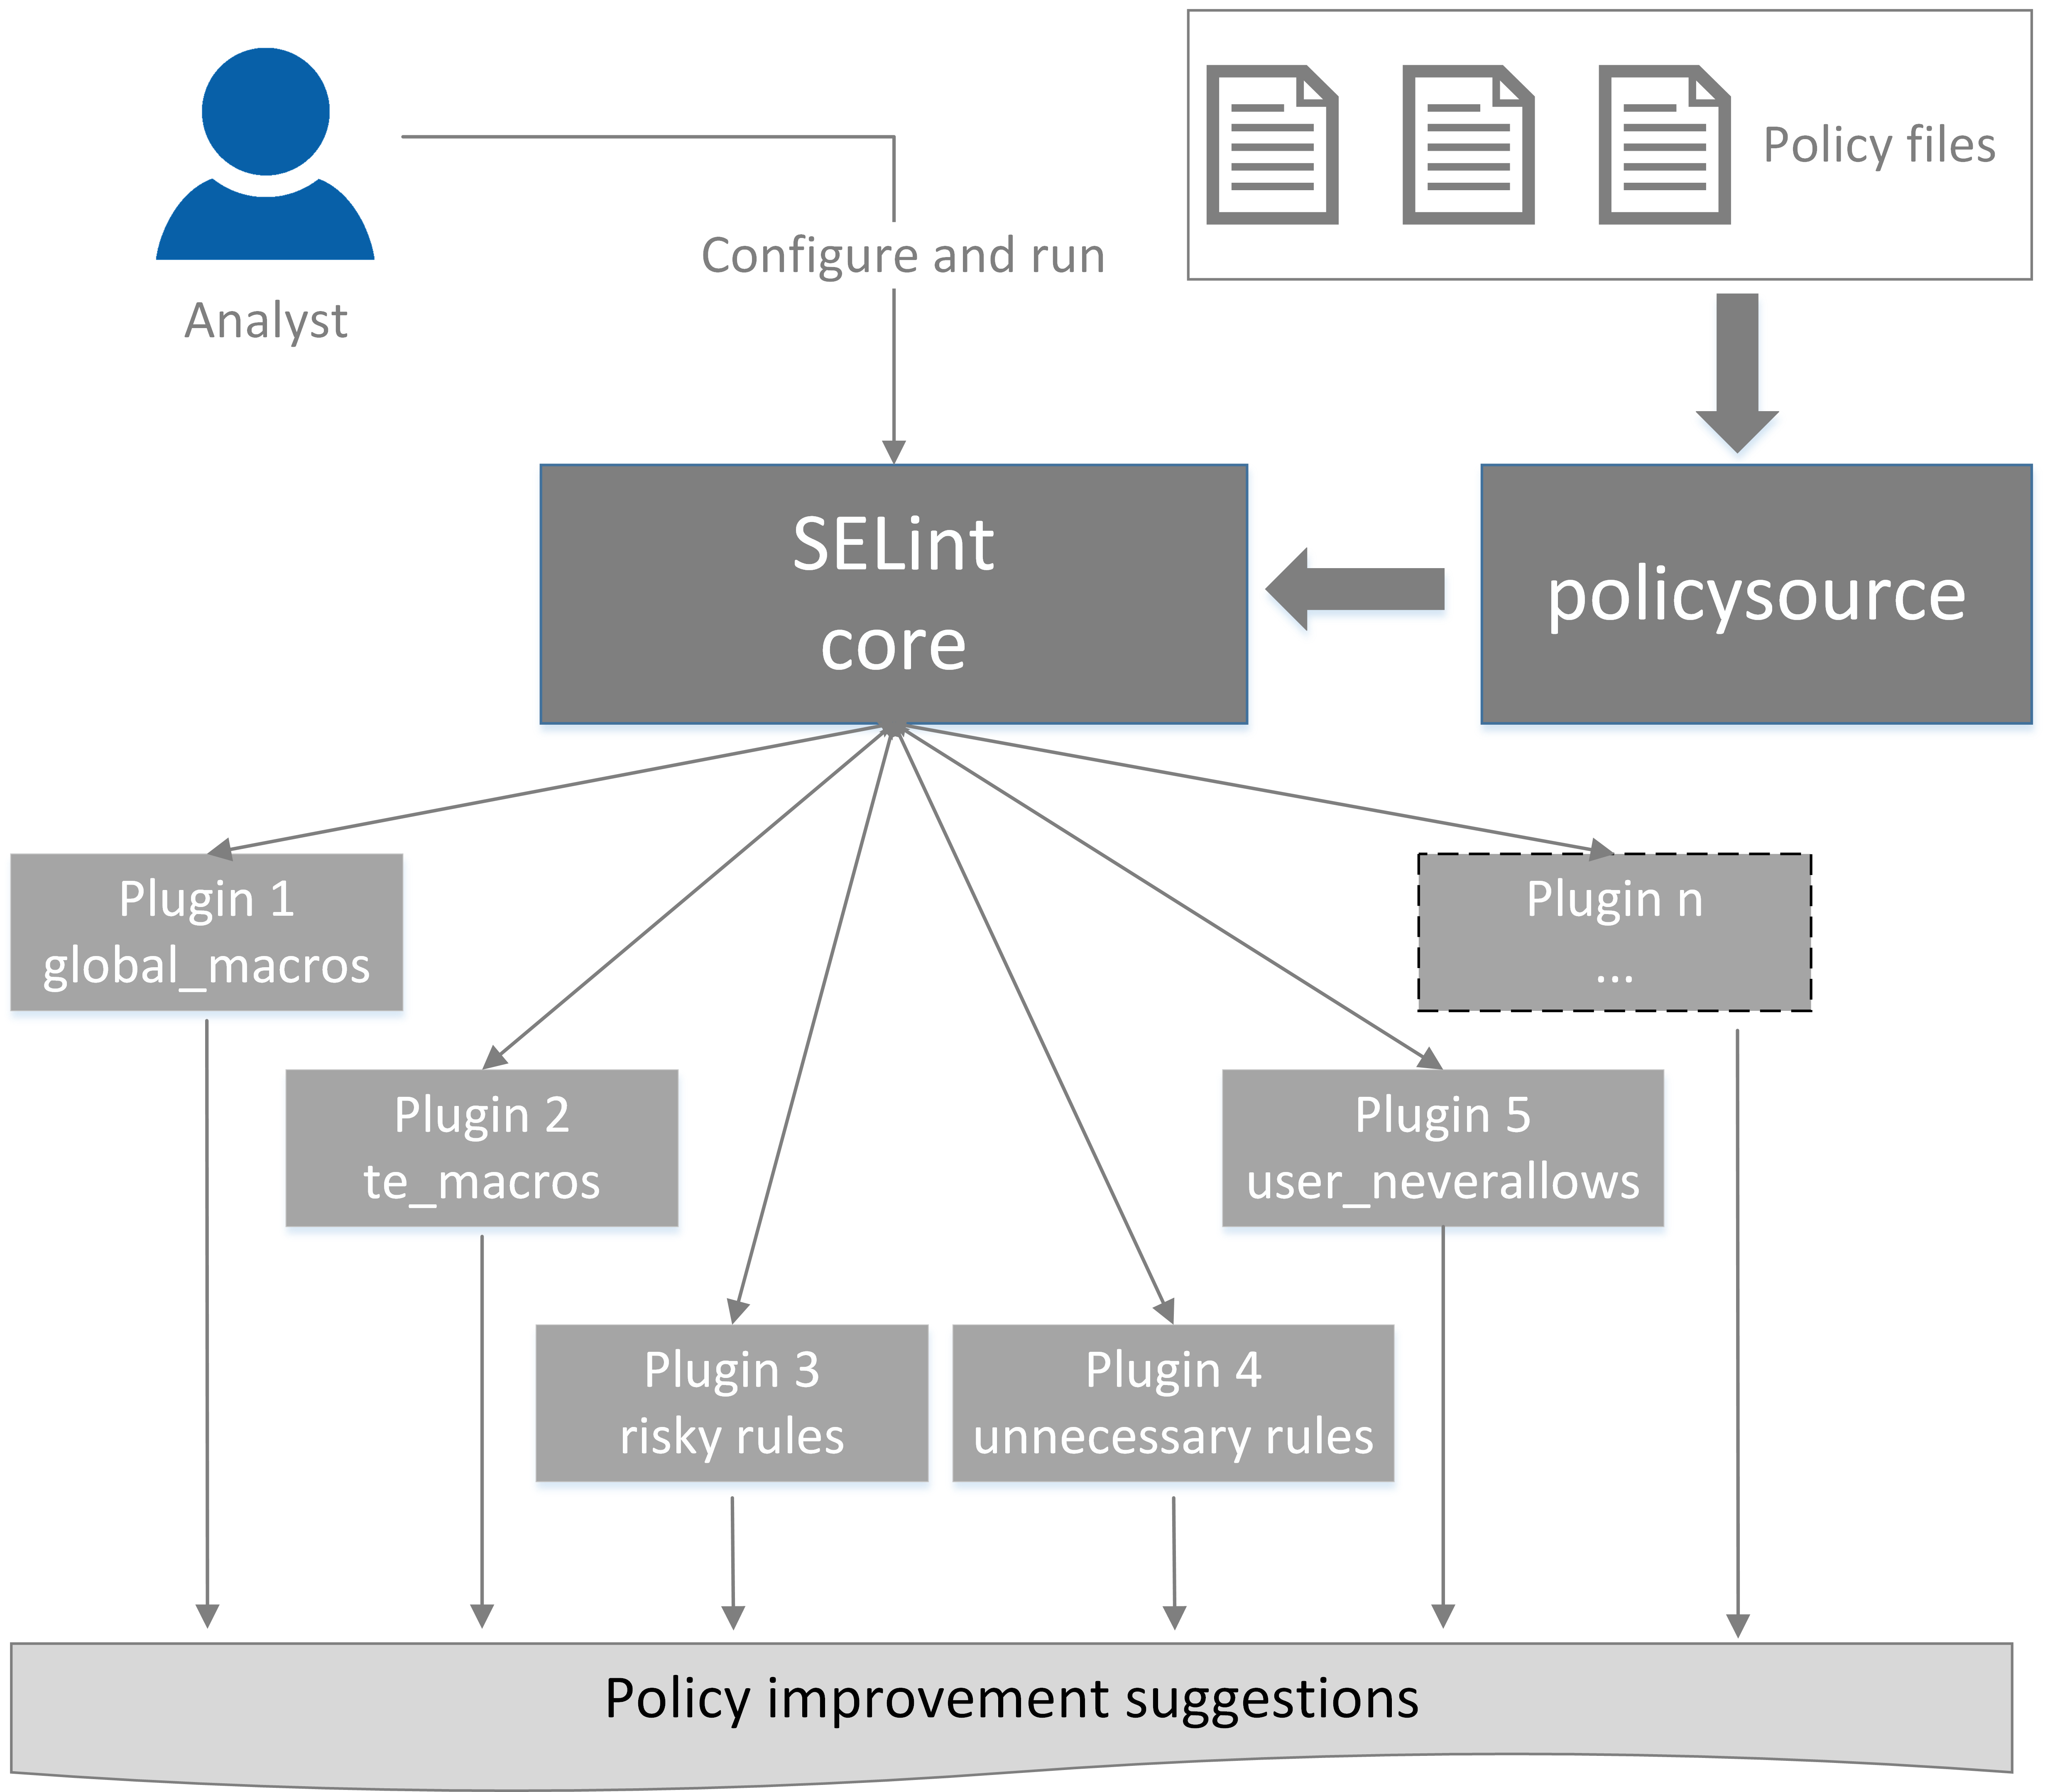 Policy files
Configure and run
Analyst
SELint
core
policysource
Plugin 1
global_macros
Plugin n
...
Plugin 2
te_macros
Plugin 5
user_neverallows
Plugin 3
risky rules
Plugin 4
unnecessary rules
Policy improvement suggestions